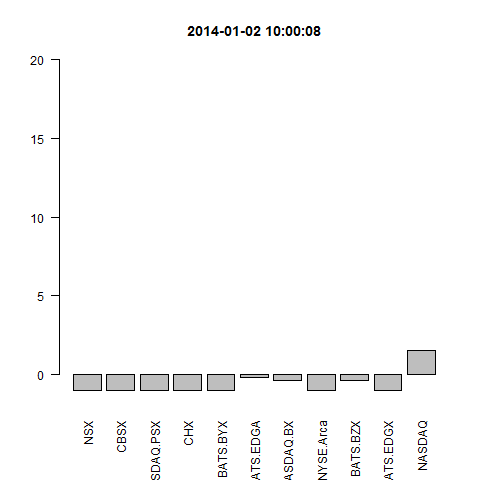 2014-01-02 10:00:08
20
15
10
5
0
NSX
CBSX
SDAQ.PSX
CHX
BATS.BYX
ATS.EDGA
ASDAQ.BX
NYSE.Arca
BATS.BZX
ATS.EDGX
NASDAQ